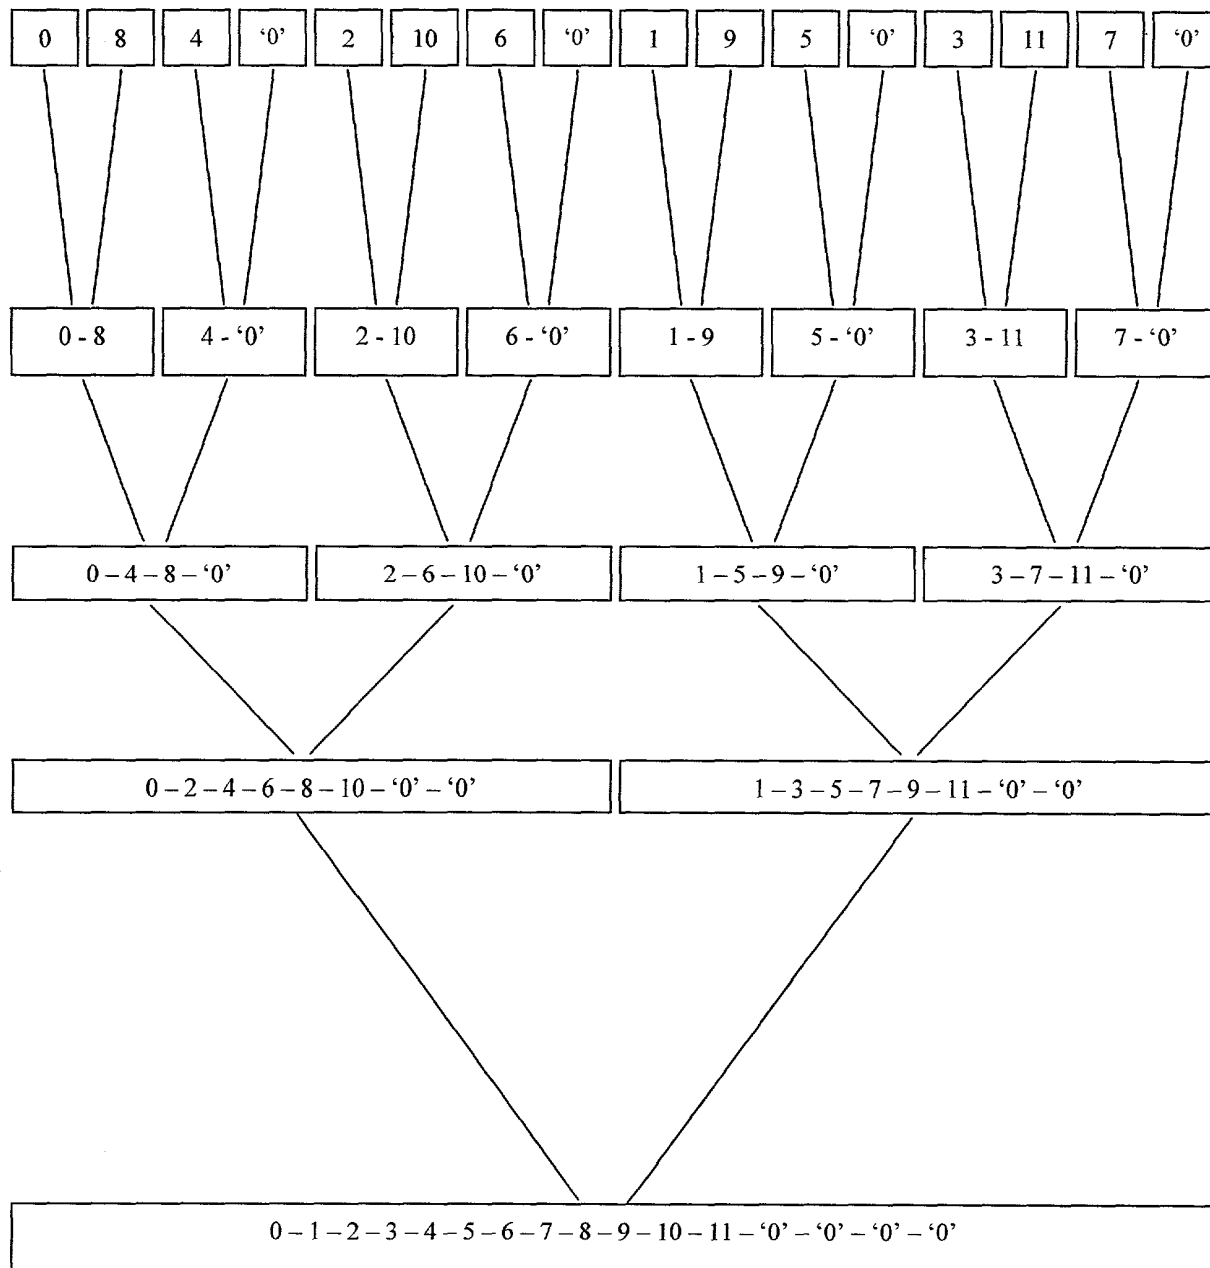 0 8 4 ‘0’ 2 10 6 ‘0’ 1 9 5 ‘0’ 3 11 7 ‘0’
0 - 8 4 - ‘0’ 2 - 10 6 - ‘0’ 1 - 9 5 - ‘0’ 3 - 11 7 - ‘0’
0 – 4 – 8 – ‘0’ 2 – 6 – 10 – ‘0’ 1 – 5 – 9 – ‘0’ 3 – 7 – 11 – ‘0’
0 – 2 – 4 – 6 – 8 – 10 – ‘0’ – ‘0’ 1 – 3 – 5 – 7 – 9 – 11 – ‘0’ – ‘0’
0 – 1 – 2 – 3 – 4 – 5 – 6 – 7 – 8 – 9 – 10 – 11 – ‘0’ – ‘0’ – ‘0’ – ‘0’